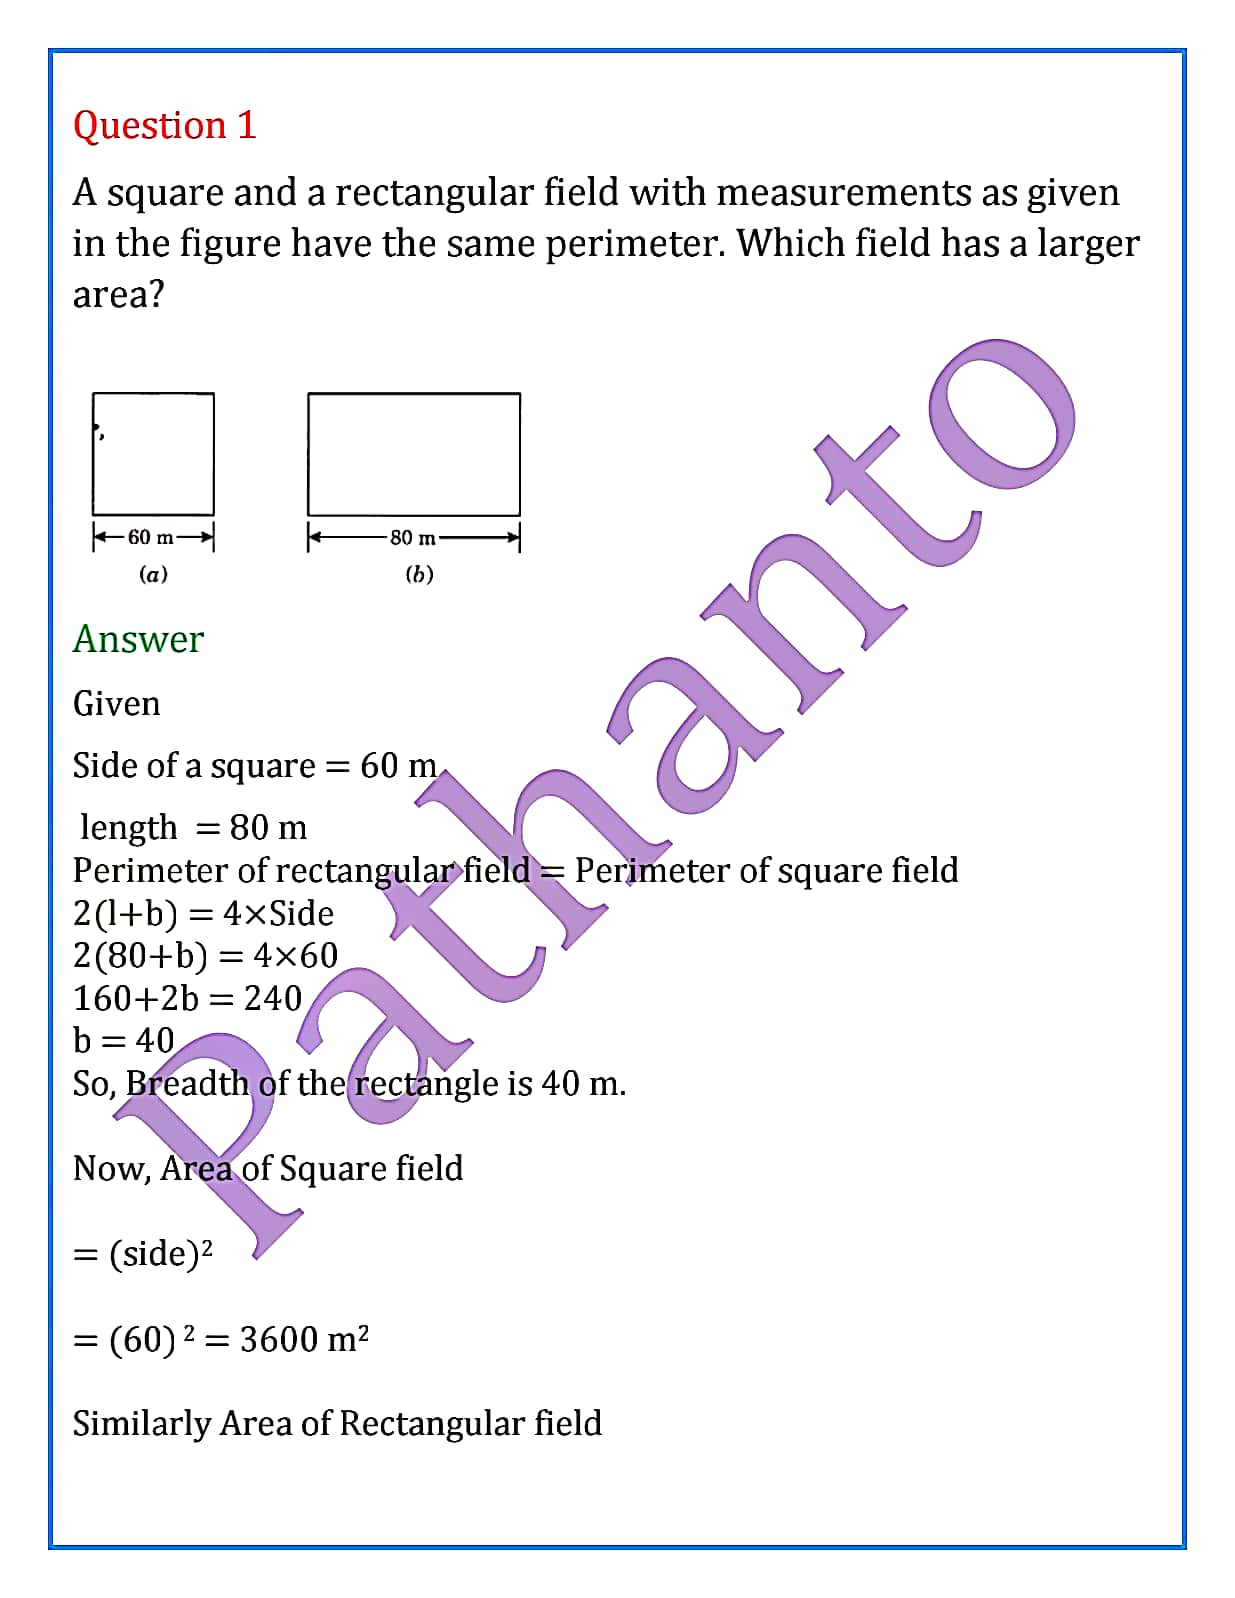 Question 1
A square and a rectangular field with measurements as given
in the figure have the same perimeter. Which field has a larger
area?
60 m
80 m
(a)
(b)
Answer
Given
Side of a square = 60 m
length = 80 m
Perimeter of rectangular field = Perimeter of square field
2(l+b) = 4×Side
2(80+b) = 4×60
160+2b = 240
b = 40
So, Breadth of the rectangle is 40 m.
Now, Area of Square field
= (side)²
= (60) ² = 3600 m²
Similarly Area of Rectangular field
Pathanto